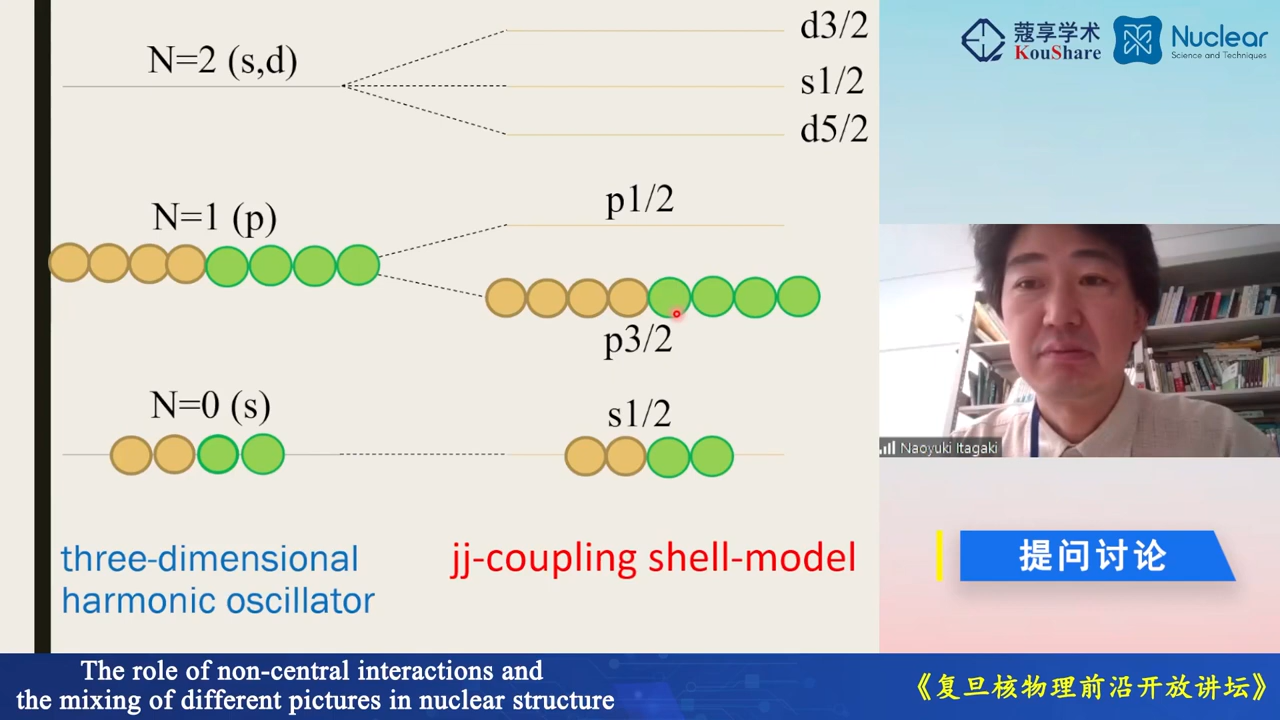 N=2 (s,d)
d3/2
s1/2
d5/2
N=1 (p)
p1/2
p3/2
N=0 (s)
s1/2
three-dimensional
harmonic oscillator
jj-coupling shell-model
蔻享学术
KouShare
Nuclear
Science and Techniques
Naoyuki Itagaki
提问讨论
The role of non-central interactions and
the mixing of different pictures in nuclear structure
《复旦核物理前沿开放讲坛》